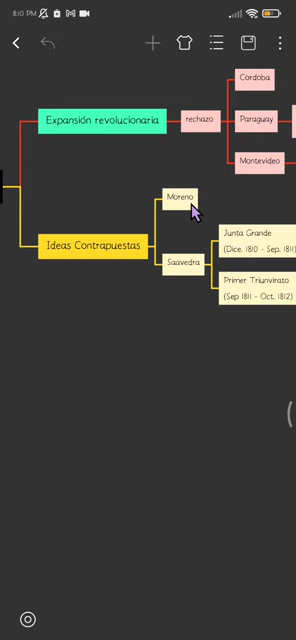 8:10 PM
Cordoba
Expansión revolucionaria
rechazo
Paraguay
Montevideo
Moreno
Junta Grande
(Dice. 1810 - Sep. 1811)
Ideas Contrapuestas
Saavedra
Primer Triunvirato
(Sep 1811 - Oct. 1812)